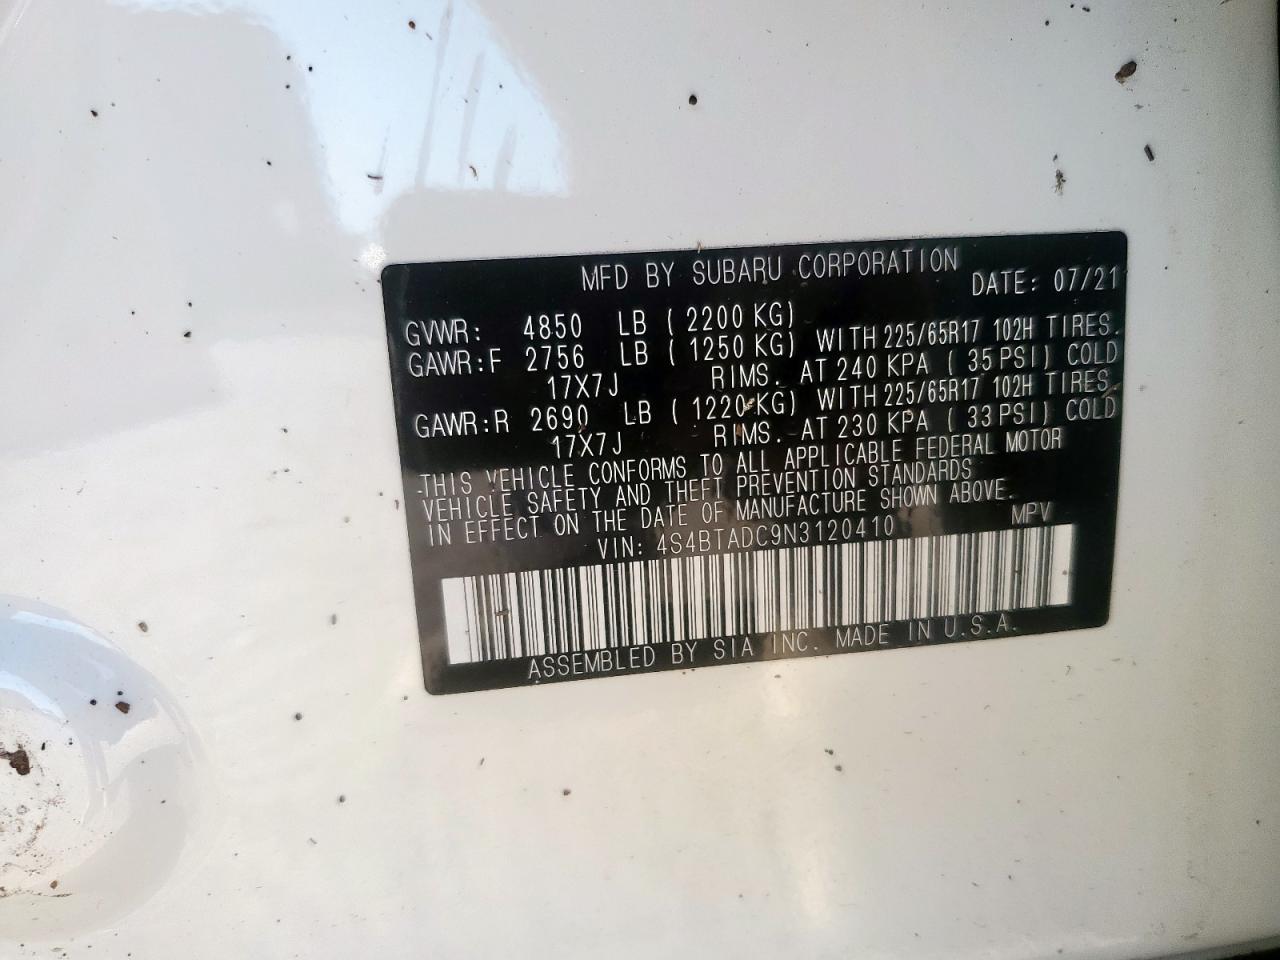 MFD BY SUBARU CORPORATION
DATE: 07/21
GVWR: 4850 LB ( 2200 KG)
GAWR:F 2756 LB ( 1250 KG) WITH 225/65R17 102H TIRES.
17X7J RIMS. AT 240 KPA ( 35 PSI) COLD
GAWR:R 2690 LB ( 1220 KG) WITH 225/65R17 102H TIRES.
17X7J RIMS. AT 230 KPA ( 33 PSI) COLD
THIS VEHICLE CONFORMS TO ALL APPLICABLE FEDERAL MOTOR
VEHICLE SAFETY AND THEFT PREVENTION STANDARDS
IN EFFECT ON THE DATE OF MANUFACTURE SHOWN ABOVE.
VIN: 4S4BTADC9N3120410 MPV
ASSEMBLED BY SIA INC. MADE IN U.S.A.